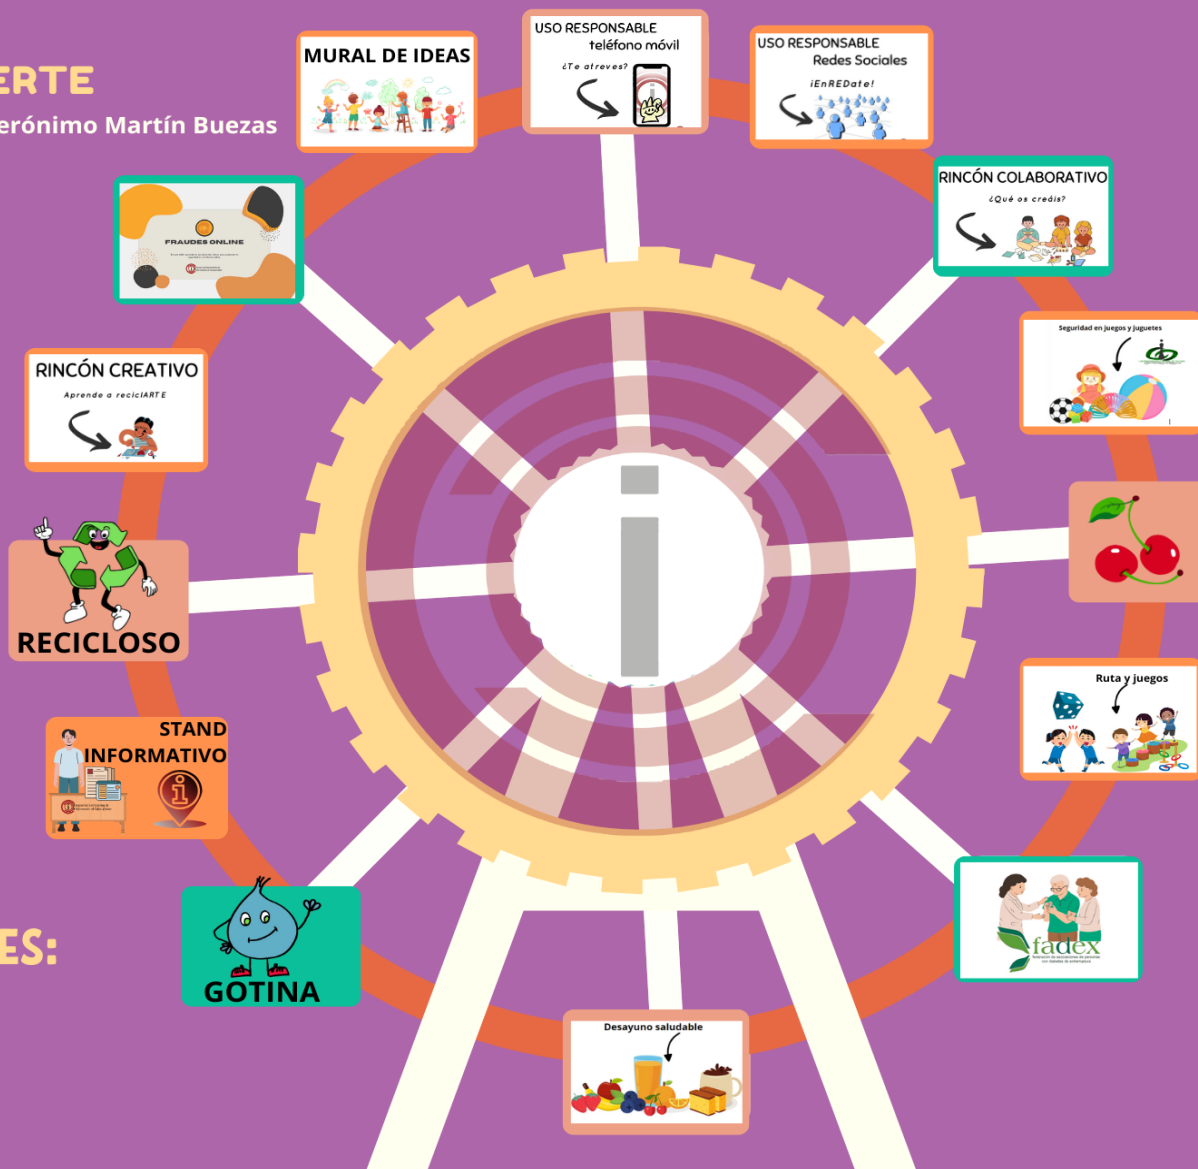 ERTE
erónimo Martín Buezas
MURAL DE IDEAS
USO RESPONSABLE
teléfono móvil
¿Te atreves?
USO RESPONSABLE
Redes Sociales
¡EnREDate!
RINCÓN COLABORATIVO
¿Qué os creáis?
FRAUDES ONLINE
Seguridad en juegos y juguetes
RINCÓN CREATIVO
Aprende a reciclARTE
i
RECICLOSO
Ruta y juegos
STAND
INFORMATIVO
i
GOTINA
ES:
fadex
Desayuno saludable